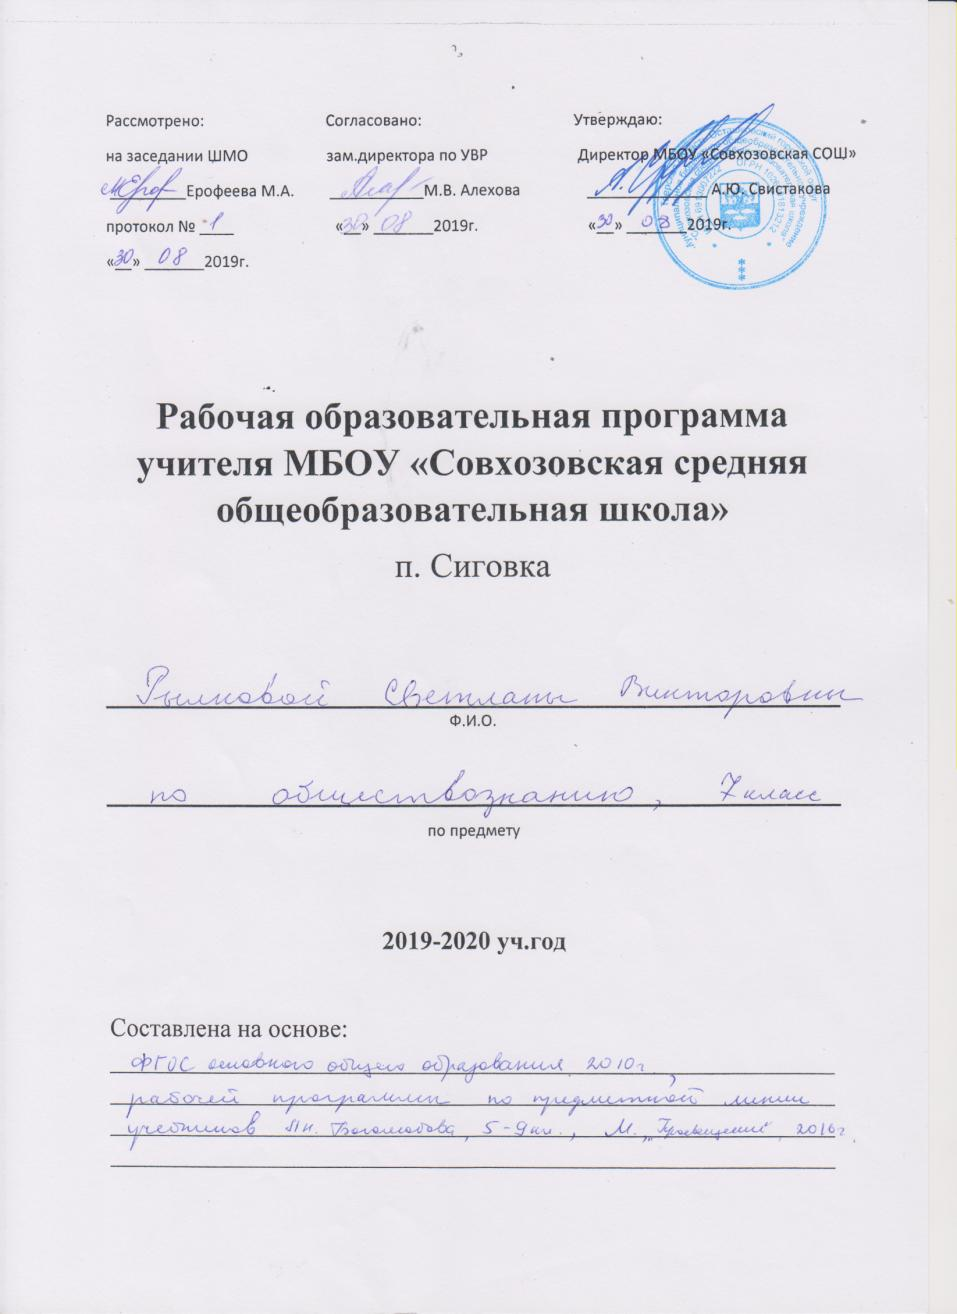 Рассмотрено:
на заседании ШМО
Ерофеева М.А.
протокол № 1
«30» 08 2019г.
Согласовано:
зам.директора по УВР
М.В. Алехова
«30» 08 2019г.
Утверждаю:
Директор МБОУ «Совхозовская СОШ»
А.Ю. Свистакова
«30» 08 2019г.
Рабочая образовательная программа
учителя МБОУ «Совхозовская средняя
общеобразовательная школа»
п. Сиговка
Рылковой Светланы Викторовны
Ф.И.О.
по обществознанию, 7 класс
по предмету
2019-2020 уч.год
Составлена на основе:
ФГОС основного общего образования 2010г,
рабочей программы по предметной линии
учебников Боголюбова, 5-9 кл., М. „Просвещение" 2016г.